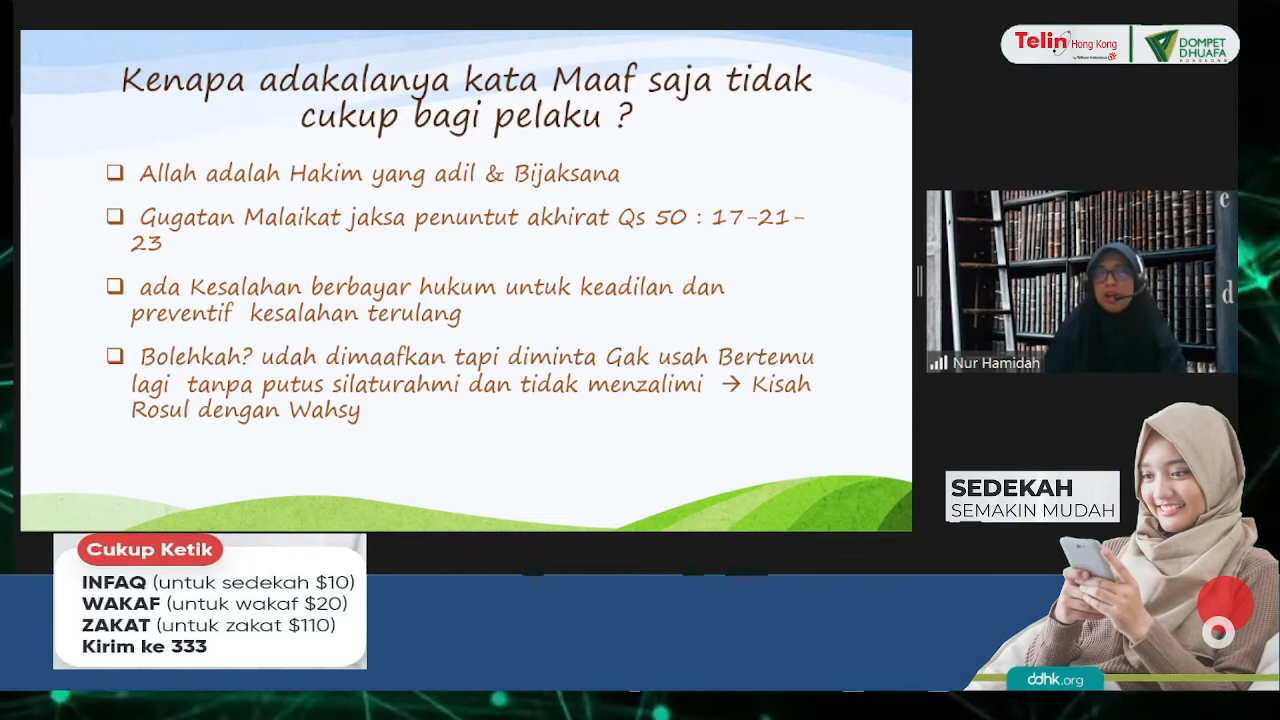 Kenapa adakalanya kata Maaf saja tidak
cukup bagi pelaku ?
❑ Allah adalah Hakim yang adil & Bijaksana
❑ Gugatan Malaikat jaksa penuntut akhirat Qs 50 : 17-21-
23
❑ ada Kesalahan berbayar hukum untuk keadilan dan
preventif kesalahan terulang
❑ Bolehkah? udah dimaafkan tapi diminta Gak usah Bertemu
lagi tanpa putus silaturahmi dan tidak menzalimi → Kisah
Rosul dengan Wahsy
Telin Hong Kong
by Telkom Indonesia
DOMPET
DHUAFA
HONGKONG
e
d
Nur Hamidah
SEDEKAH
SEMAKIN MUDAH
Cukup Ketik
INFAQ (untuk sedekah $10)
WAKAF (untuk wakaf $20)
ZAKAT (untuk zakat $110)
Kirim ke 333
ddhk.org